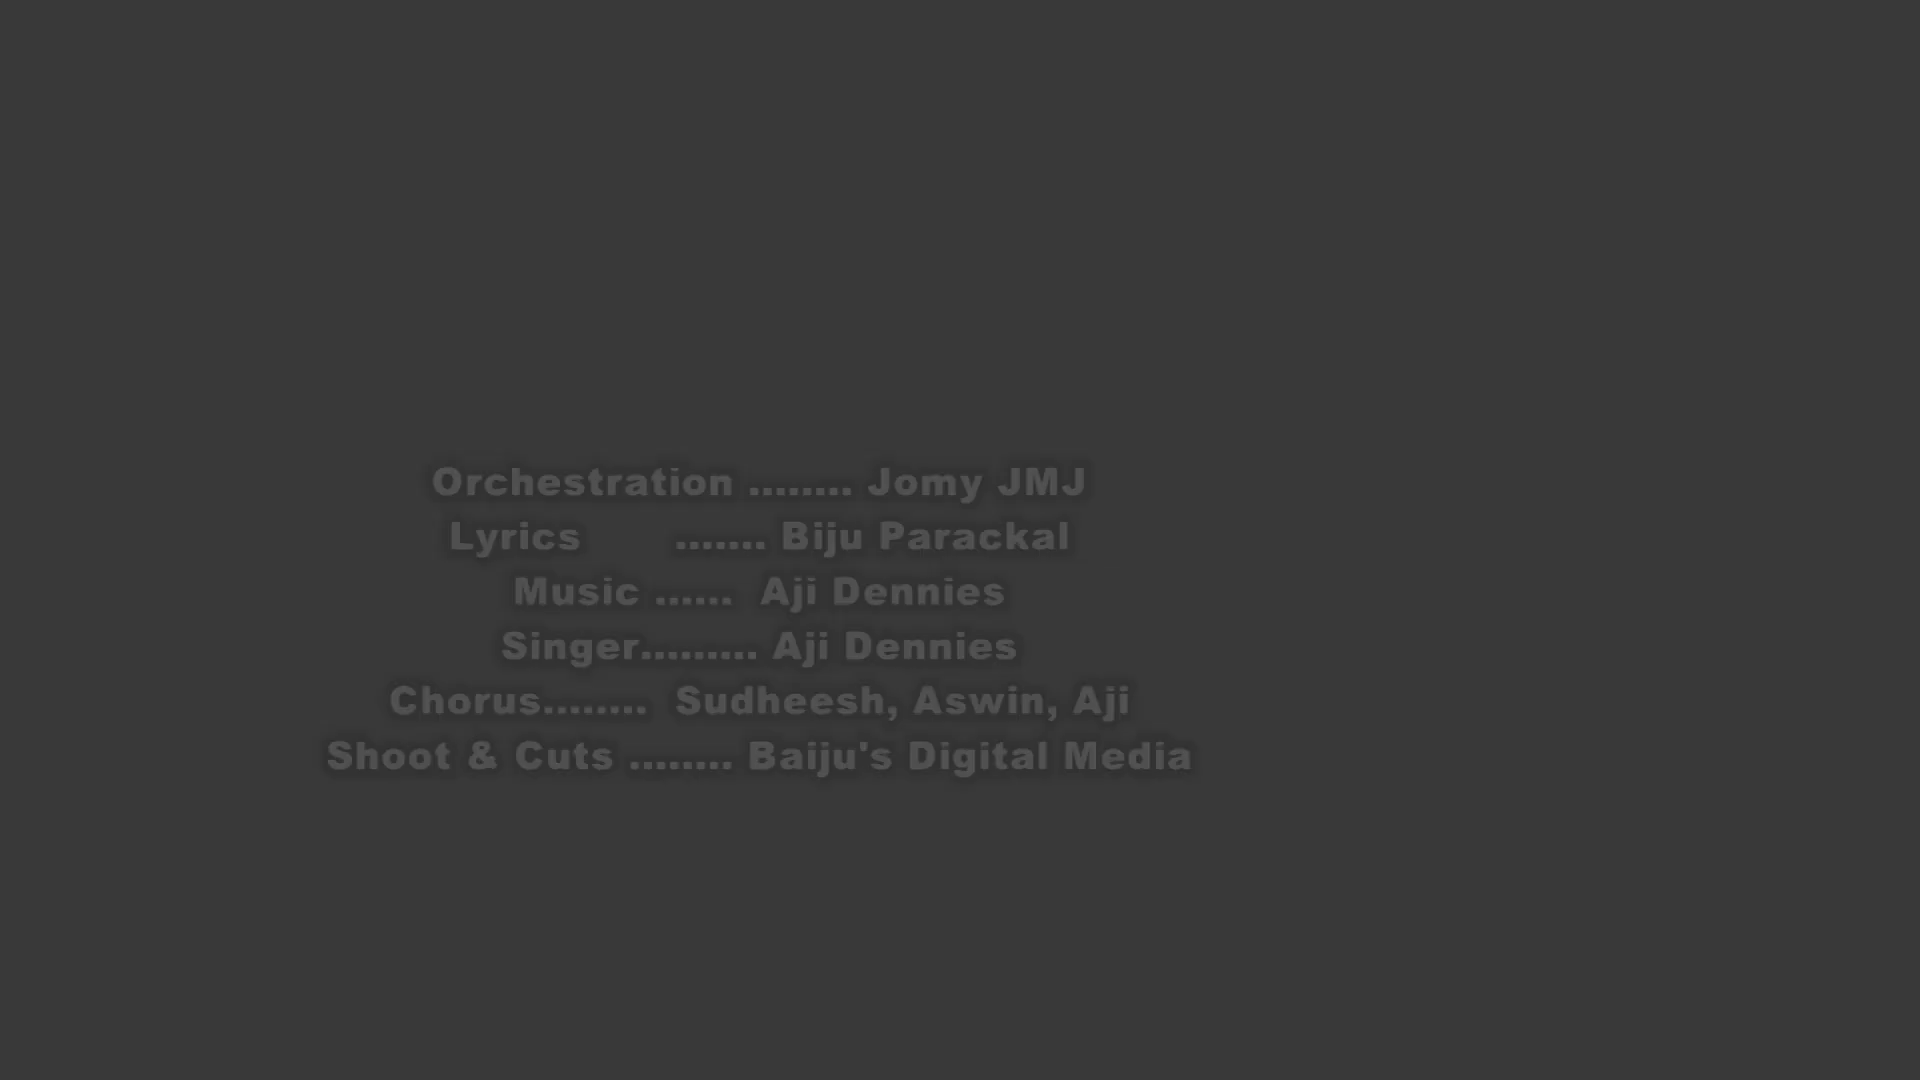 Orchestration ........ Jomy JMJ
Lyrics ....... Biju Parackal
Music ...... Aji Dennies
Singer......... Aji Dennies
Chorus........ Sudheesh, Aswin, Aji
Shoot & Cuts ........ Baiju's Digital Media